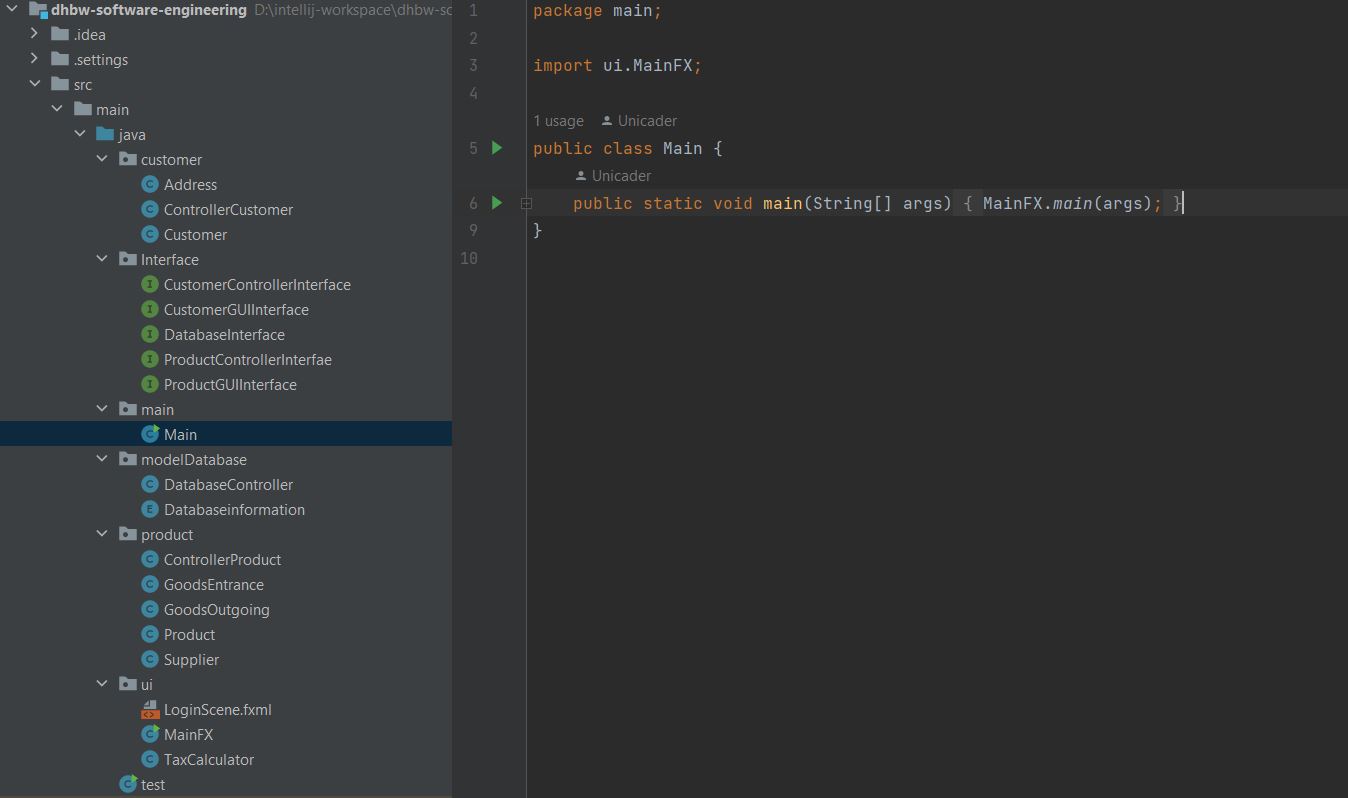 dhbw-software-engineering D:\intellij-workspace\dhbw-sc
.idea
.settings
src
main
java
customer
Address
ControllerCustomer
Customer
Interface
CustomerControllerInterface
CustomerGUIInterface
DatabaseInterface
ProductControllerInterfae
ProductGUIInterface
main
Main
modelDatabase
DatabaseController
Databaseinformation
product
ControllerProduct
GoodsEntrance
GoodsOutgoing
Product
Supplier
ui
LoginScene.fxml
MainFX
TaxCalculator
test
1 package main;
2
3 import ui.MainFX;
4
1 usage Unicader
5 public class Main {
Unicader
6 public static void main(String[] args) { MainFX.main(args); }
9 }
10